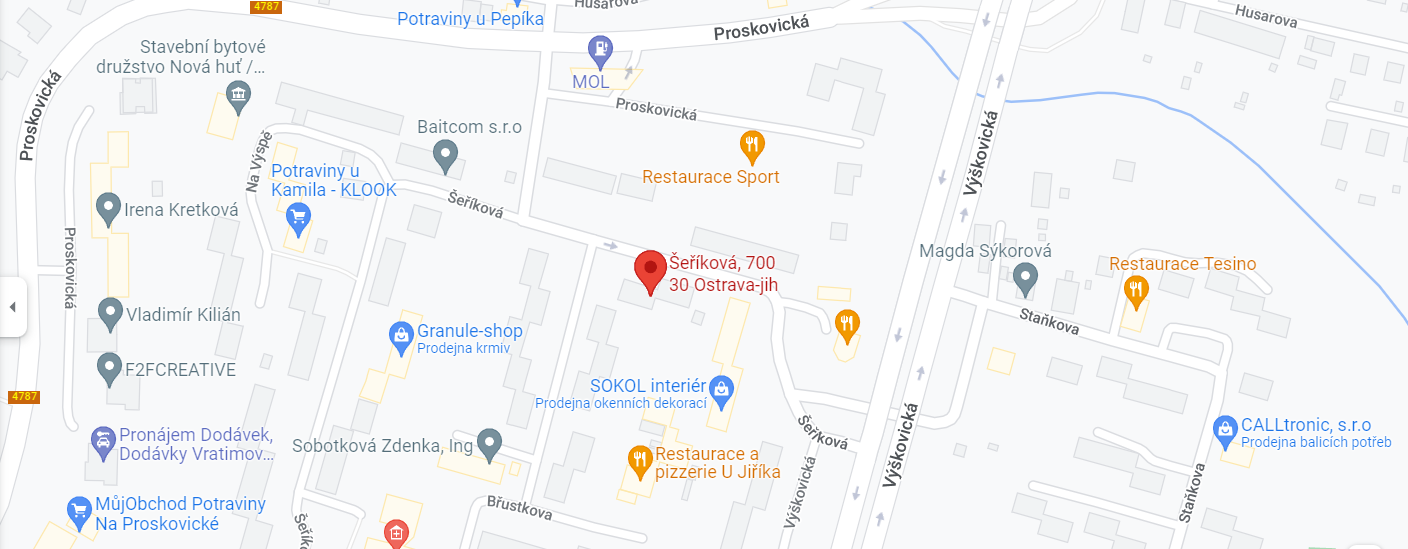 4787
Husarova
Potraviny u Pepíka
Proskovická
Husarova
Stavební bytové
družstvo Nová huť /...
MOL
Proskovická
Proskovická
Baitcom s.r.o
Výškovická
Na Výspě
Restaurace Sport
Potraviny u
Kamila - KLOOK
Šeříková
Irena Kretková
Proskovická
Šeříková, 700
30 Ostrava-jih
Magda Sýkorová
Restaurace Tesino
Vladimír Kilián
Staňkova
Granule-shop
Prodejna krmiv
F2FCREATIVE
SOKOL interiér
Prodejna okenních dekorací
4787
Výškovická
Šeříková
CALLtronic, s.r.o
Prodejna balicích potřeb
Pronájem Dodávek,
Dodávky Vratimov...
Sobotková Zdenka, Ing
Restaurace a
pizzerie U Jiříka
Výškovická
Staňkova
MůjObchod Potraviny
Na Proskovické
Břustkova